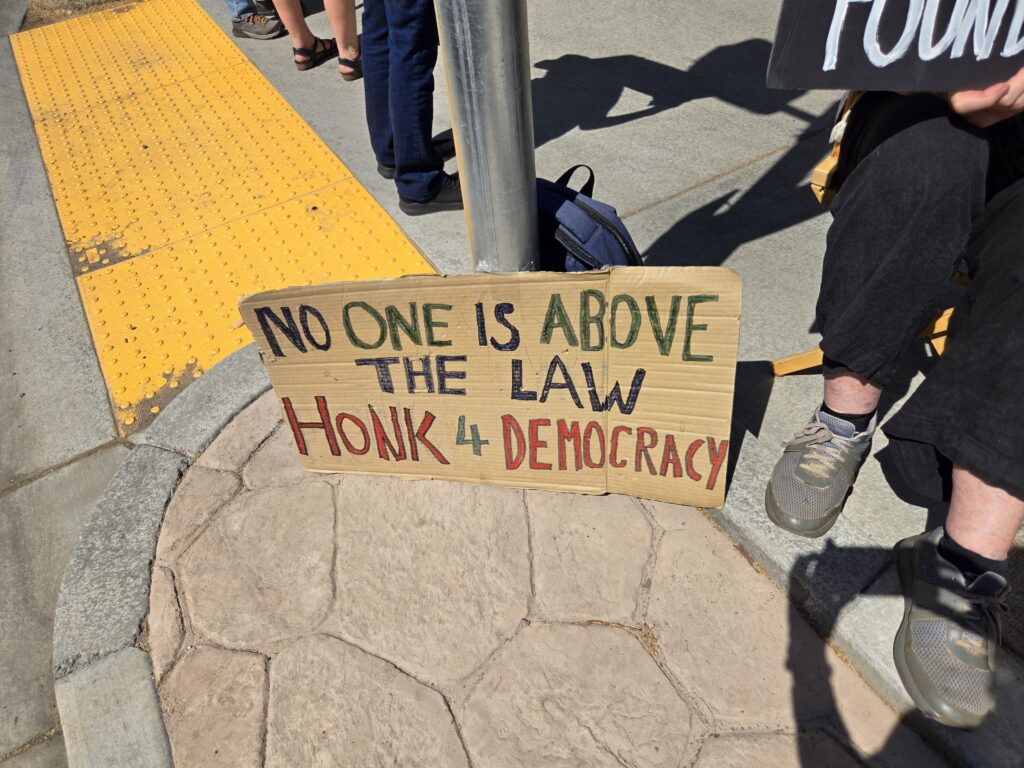 NO ONE IS ABOVE
THE LAW
HONK 4 DEMOCRACY